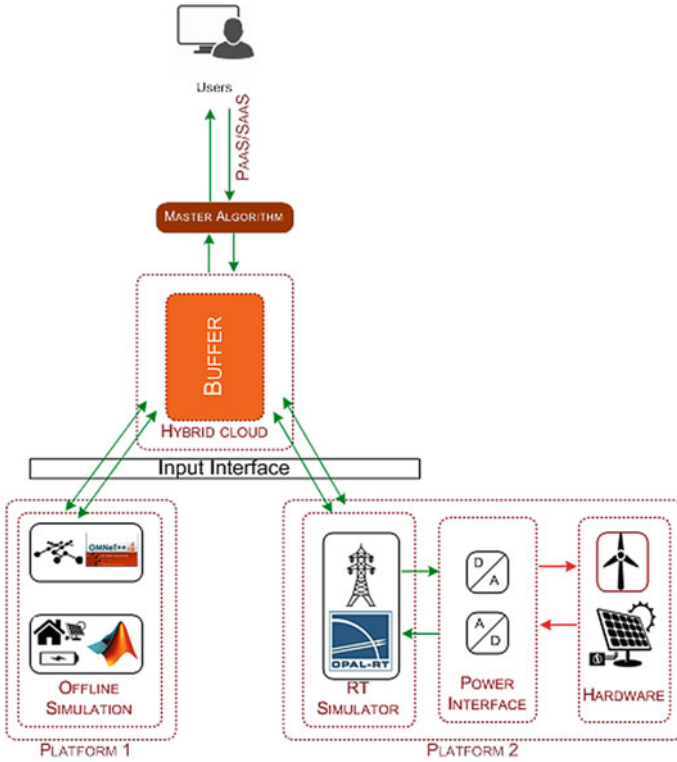 Users
PAAS/SAAS
MASTER ALGORITHM
BUFFER
HYBRID CLOUD
Input Interface
OMNeT++ 4
D
A
A
D
OPAL-RT
OFFLINE
SIMULATION
RT
SIMULATOR
POWER
INTERFACE
HARDWARE
PLATFORM 1
PLATFORM 2